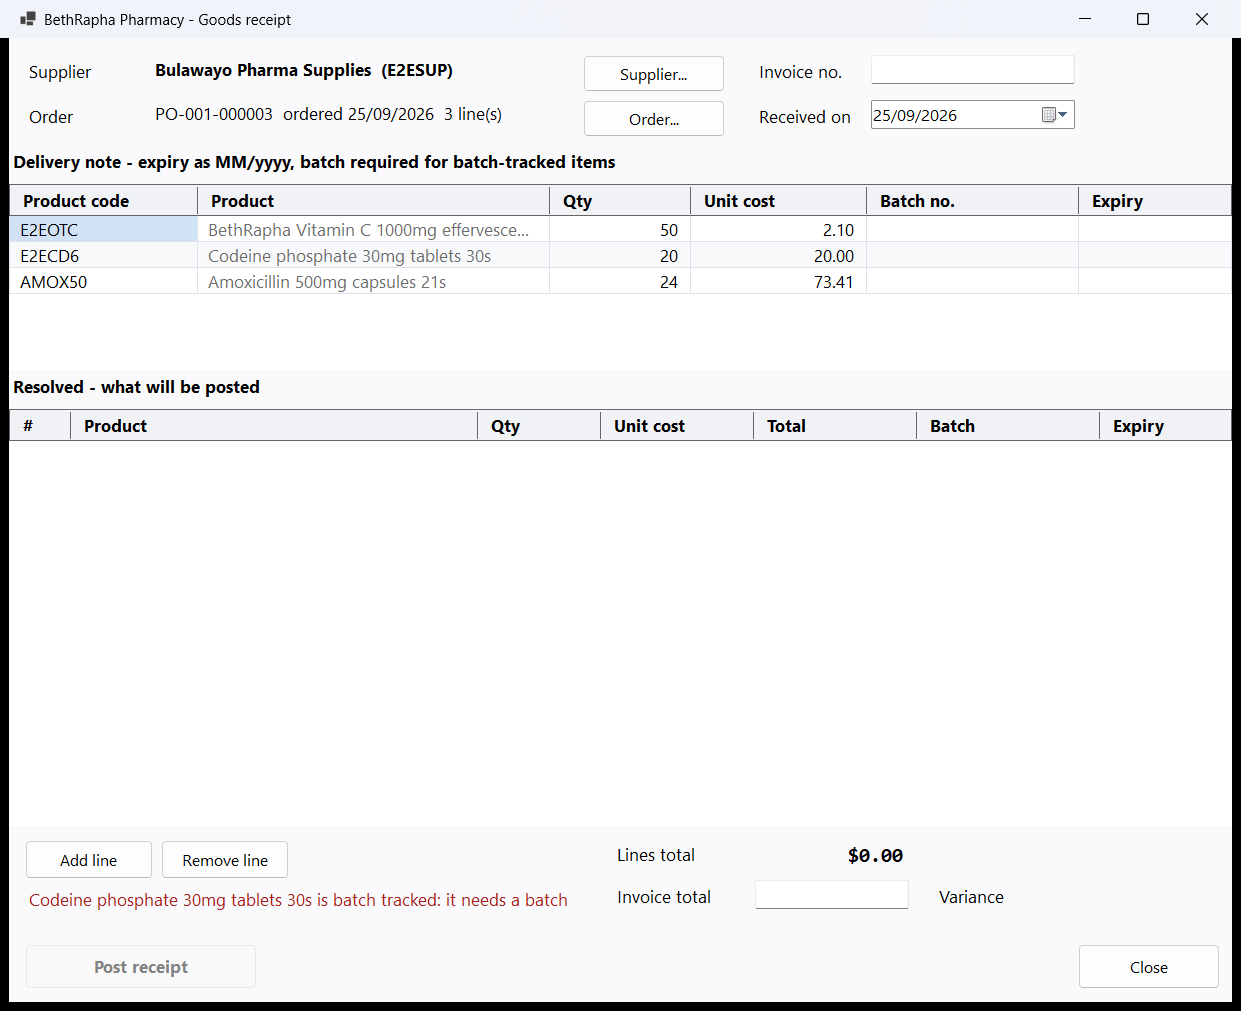 BethRapha Pharmacy - Goods receipt
Supplier Bulawayo Pharma Supplies (E2ESUP) Supplier... Invoice no.
Order PO-001-000003 ordered 25/09/2026 3 line(s) Order... Received on 25/09/2026
Delivery note - expiry as MM/yyyy, batch required for batch-tracked items
Product code Product Qty Unit cost Batch no. Expiry
E2EOTC BethRapha Vitamin C 1000mg effervesce... 50 2.10
E2ECD6 Codeine phosphate 30mg tablets 30s 20 20.00
AMOX50 Amoxicillin 500mg capsules 21s 24 73.41
Resolved - what will be posted
# Product Qty Unit cost Total Batch Expiry
Add line Remove line Lines total $0.00
Codeine phosphate 30mg tablets 30s is batch tracked: it needs a batch Invoice total Variance
Post receipt Close